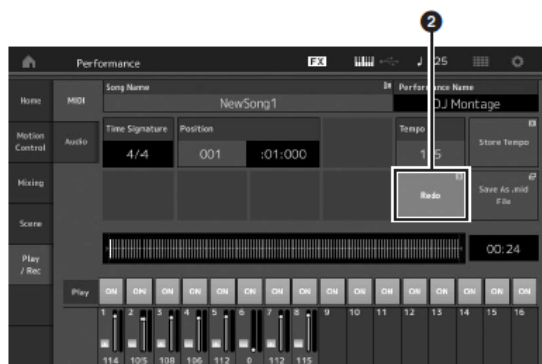 2
Performance FX 25
Song Name Performance Name
NewSong1 DJ Montage
Home MIDI
Motion Control Audio
Time Signature Position Tempo Store Tempo
4/4 001 :01:000
Mixing Redo Save As .mid File
Scene
Play / Rec 00:24
Play ON ON ON ON ON ON ON ON ON ON ON ON ON ON ON ON
1 2 3 4 5 6 7 8 9 10 11 12 13 14 15 16
114 105 108 106 112 0 112 115